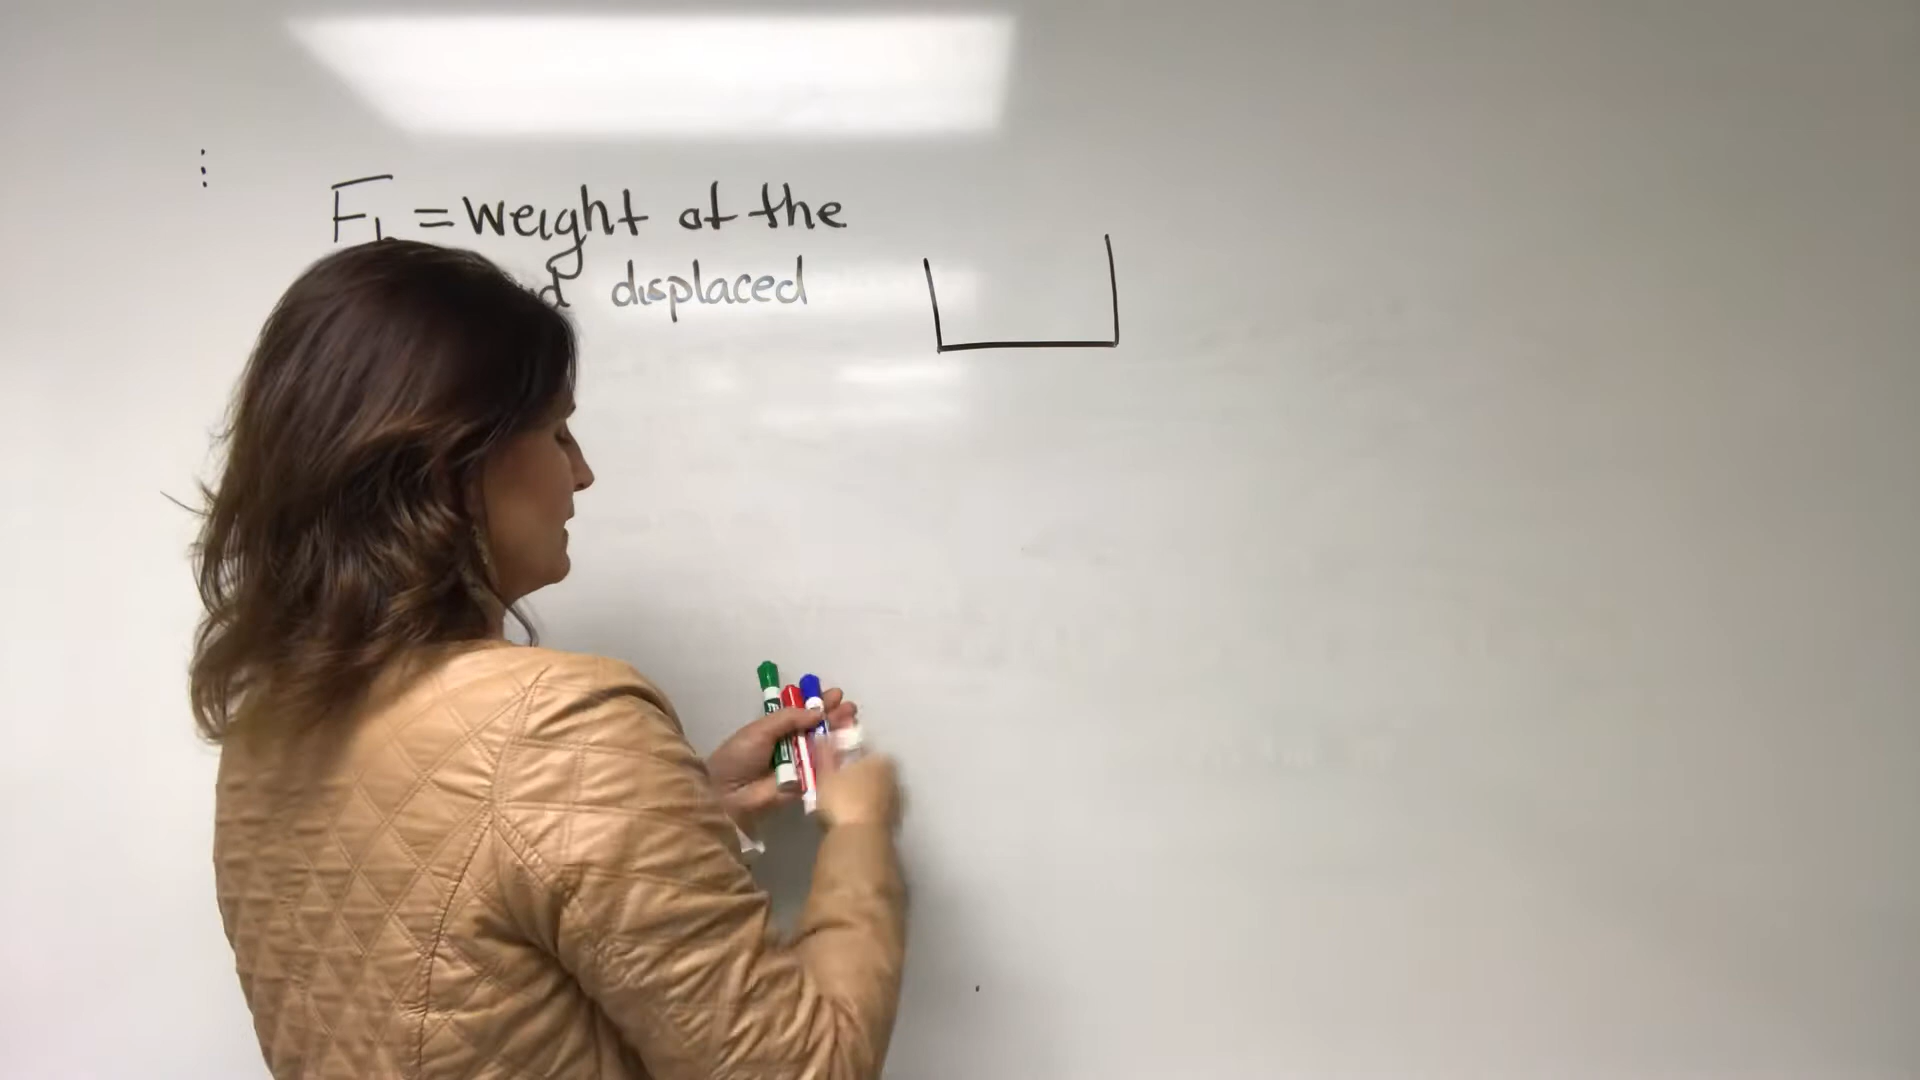 F = Weight of the
displaced